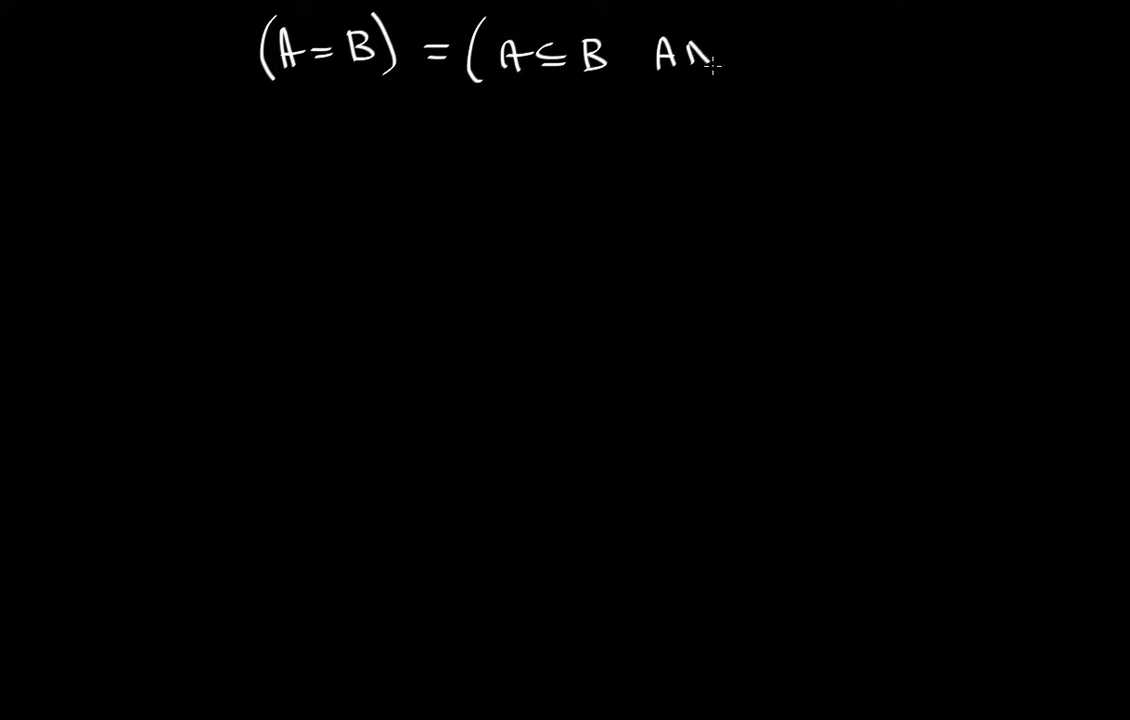 (A = B) = ( A ⊆ B AN